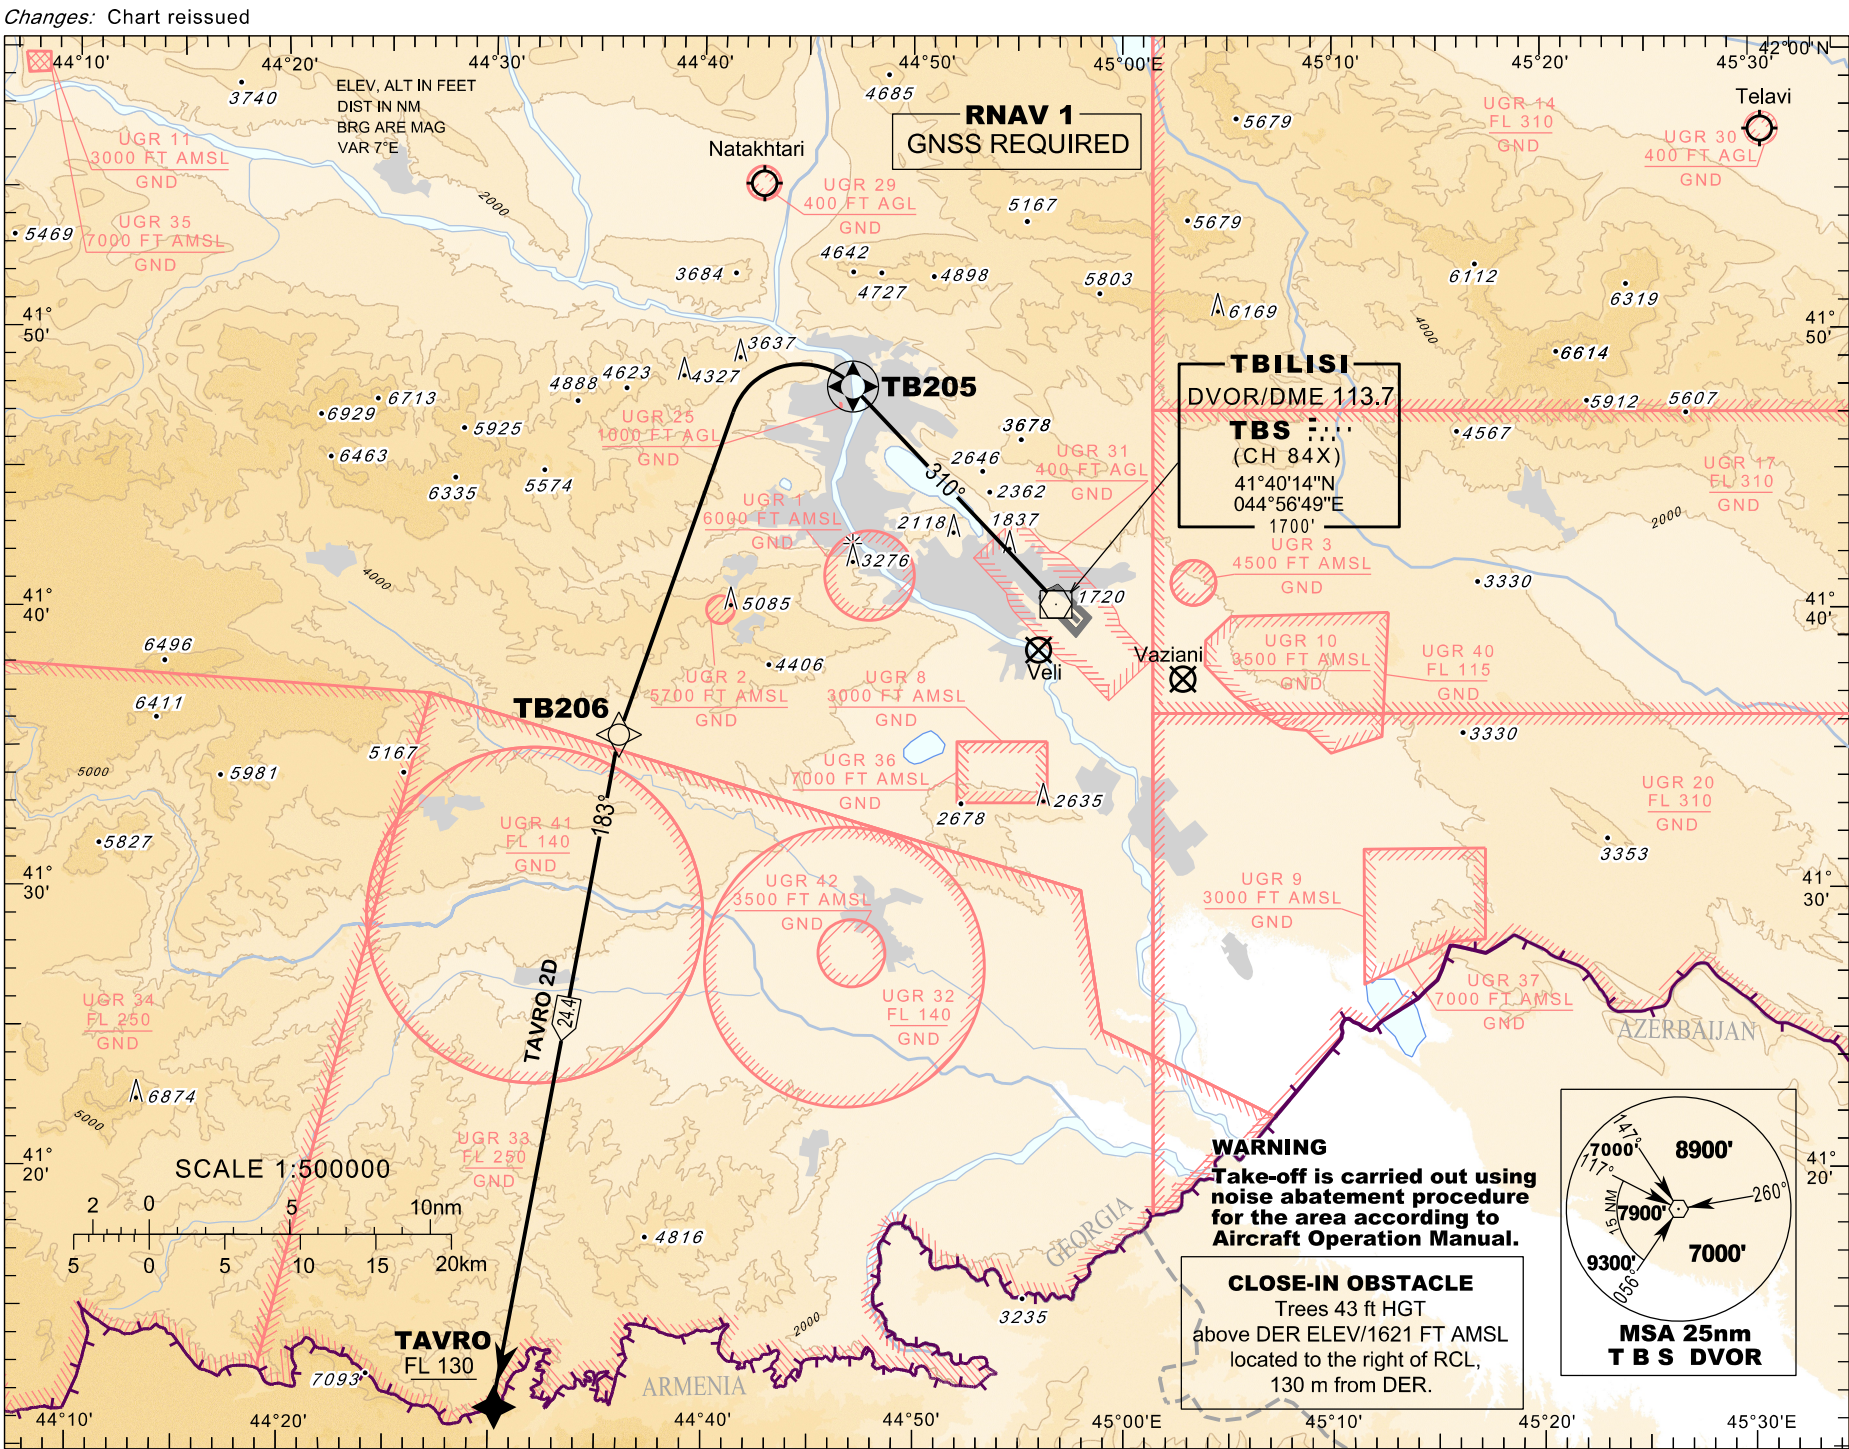 Changes: Chart reissued
44°10'
44°20'
44°30'
44°40'
44°50'
45°00'E
45°10'
45°20'
45°30'
42°00'N
ELEV, ALT IN FEET
DIST IN NM
BRG ARE MAG
VAR 7°E
RNAV 1
GNSS REQUIRED
3740
4685
5679
Telavi
UGR 14
FL 310
GND
UGR 30
400 FT AGL
GND
UGR 11
3000 FT AMSL
GND
UGR 35
7000 FT AMSL
GND
Natakhtari
UGR 29
400 FT AGL
GND
2000
5469
5167
5679
3684
4642
4727
4898
5803
6169
6112
6319
4000
6614
41°
50'
41°
50'
3637
4327
4623
4888
6713
6929
5925
6463
6335
5574
TB205
UGR 25
1000 FT AGL
GND
310°
3678
2646
2362
2118
1837
UGR 31
400 FT AGL
GND
TBILISI
DVOR/DME 113.7
TBS
(CH 84X)
41°40'14"N
044°56'49"E
1700'
5912
5607
4567
UGR 17
FL 310
GND
2000
UGR 1
6000 FT AMSL
GND
3276
UGR 3
4500 FT AMSL
GND
3330
4000
5085
1720
41°
40'
41°
40'
6496
6411
4406
UGR 2
5700 FT AMSL
GND
UGR 8
3000 FT AMSL
GND
Veli
Vaziani
UGR 10
3500 FT AMSL
GND
UGR 40
FL 115
GND
TB206
5167
5981
5000
3330
UGR 36
7000 FT AMSL
GND
2678
2635
UGR 20
FL 310
GND
183°
5827
UGR 41
FL 140
GND
3353
41°
30'
41°
30'
UGR 42
3500 FT AMSL
GND
UGR 9
3000 FT AMSL
GND
TAVRO 2D
24.4
UGR 34
FL 250
GND
UGR 32
FL 140
GND
UGR 37
7000 FT AMSL
GND
AZERBAIJAN
6874
5000
UGR 33
FL 250
GND
41°
20'
41°
20'
SCALE 1:500000
2 0 5 10nm
5 0 5 10 15 20km
4816
GEORGIA
WARNING
Take-off is carried out using
noise abatement procedure
for the area according to
Aircraft Operation Manual.
CLOSE-IN OBSTACLE
Trees 43 ft HGT
above DER ELEV/1621 FT AMSL
located to the right of RCL,
130 m from DER.
147°
7000'
8900'
117°
260°
15 NM
7900'
9300'
7000'
056°
MSA 25nm
TBS DVOR
3235
2000
TAVRO
FL 130
7093
ARMENIA
44°10'
44°20'
44°40'
44°50'
45°00'
45°10'
45°20'
45°30'